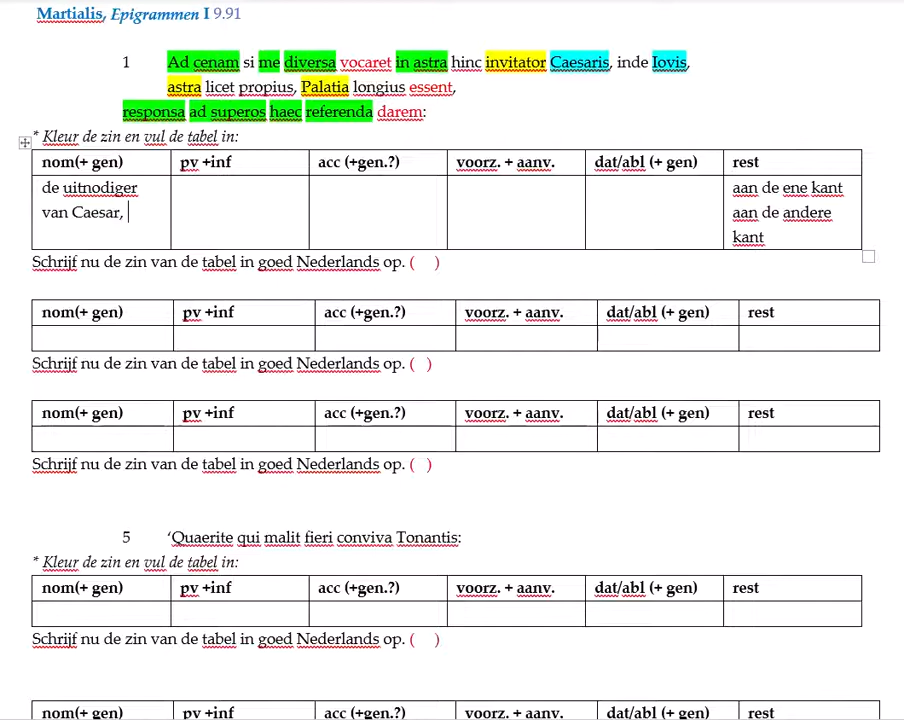 Martialis, Epigrammen I 9.91
1 Ad cenam si me diversa vocaret in astra hinc invitator Caesaris, inde Iovis,
astra licet propius, Palatia longius essent,
responsa ad superos haec referenda darem:
* Kleur de zin en vul de tabel in:
nom(+ gen) pv +inf acc (+gen.?) voorz. + aanv. dat/abl (+ gen) rest
de uitnodiger aan de ene kant
van Caesar, aan de andere
kant
Schrijf nu de zin van de tabel in goed Nederlands op. ( )
nom(+ gen) pv +inf acc (+gen.?) voorz. + aanv. dat/abl (+ gen) rest
Schrijf nu de zin van de tabel in goed Nederlands op. ( )
nom(+ gen) pv +inf acc (+gen.?) voorz. + aanv. dat/abl (+ gen) rest
Schrijf nu de zin van de tabel in goed Nederlands op. ( )
5 ‘Quaerite qui malit fieri conviva Tonantis:
* Kleur de zin en vul de tabel in:
nom(+ gen) pv +inf acc (+gen.?) voorz. + aanv. dat/abl (+ gen) rest
Schrijf nu de zin van de tabel in goed Nederlands op. ( )
nom(+ gen) pv +inf acc (+gen.?) voorz. + aanv. dat/abl (+ gen) rest